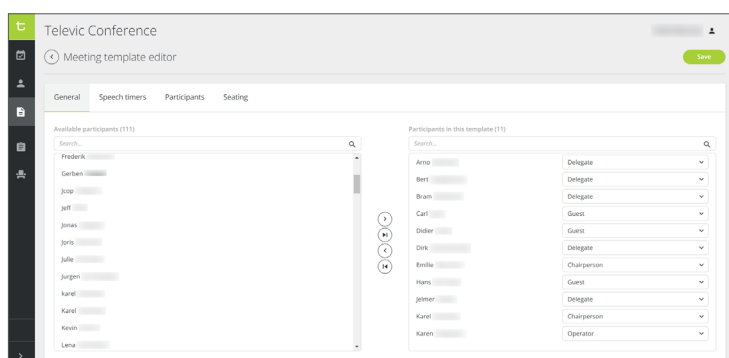 Televic Conference
Meeting template editor
Save
General Speech timers Participants Seating
Available participants (111)
Search...
Frederik
Gerben
Jcop
Jeff
Jonas
Joris
Julie
Jurgen
karel
Karel
Kevin
Lena
Participants in this template (11)
Search...
Arno Delegate
Bert Delegate
Bram Delegate
Carl Guest
Didier Guest
Dirk Delegate
Emilie Chairperson
Hans Guest
Jelmer Delegate
Karel Chairperson
Karen Operator